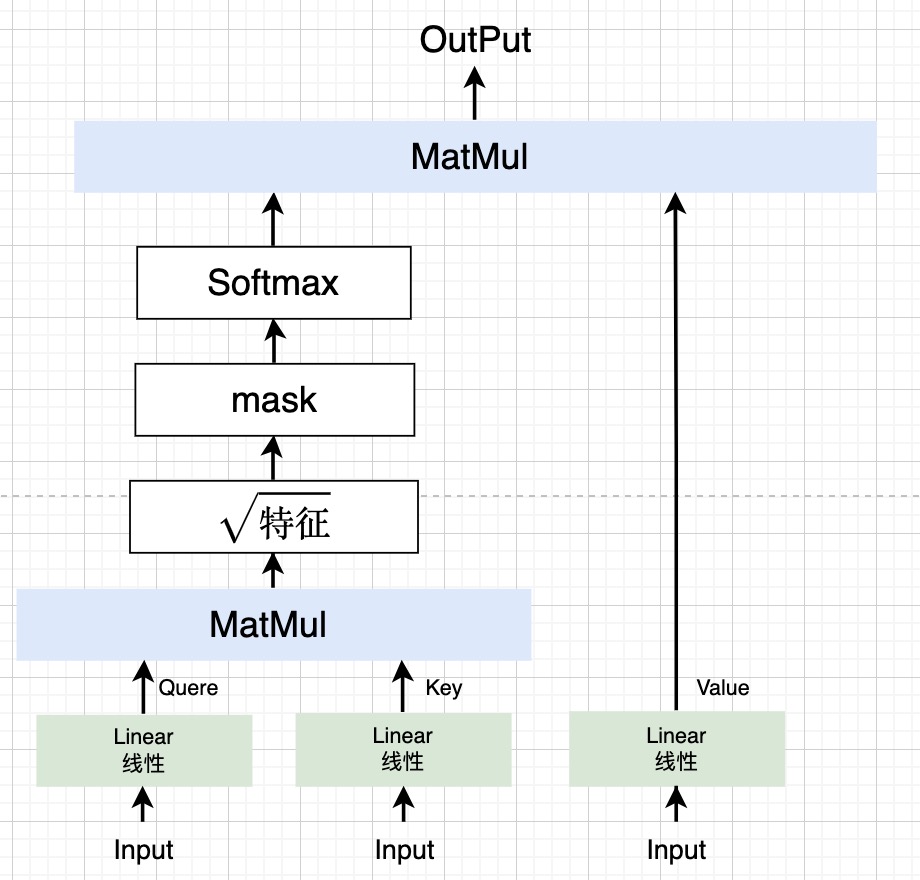 OutPut
MatMul
Softmax
mask
√特征
MatMul
Quere
Key
Value
Linear
线性
Linear
线性
Linear
线性
Input
Input
Input